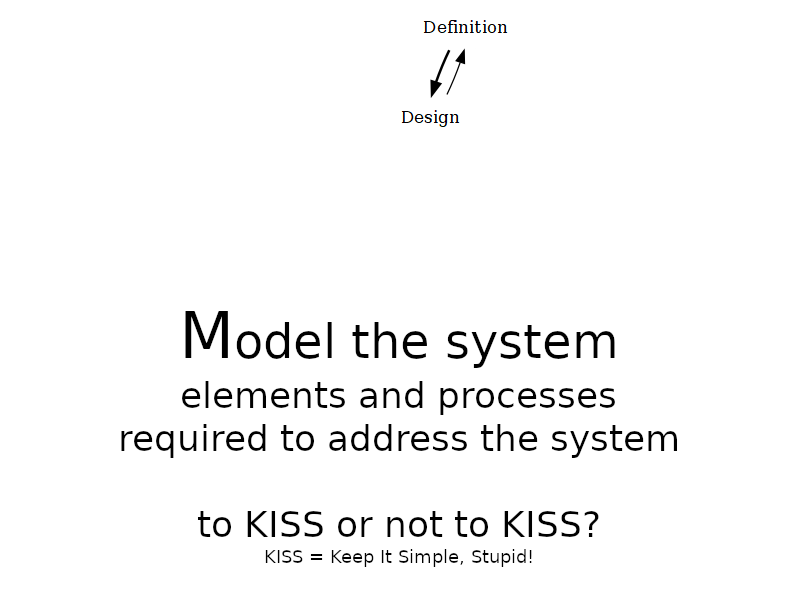 Definition
Design
Model the system
elements and processes
required to address the system
to KISS or not to KISS?
KISS = Keep It Simple, Stupid!